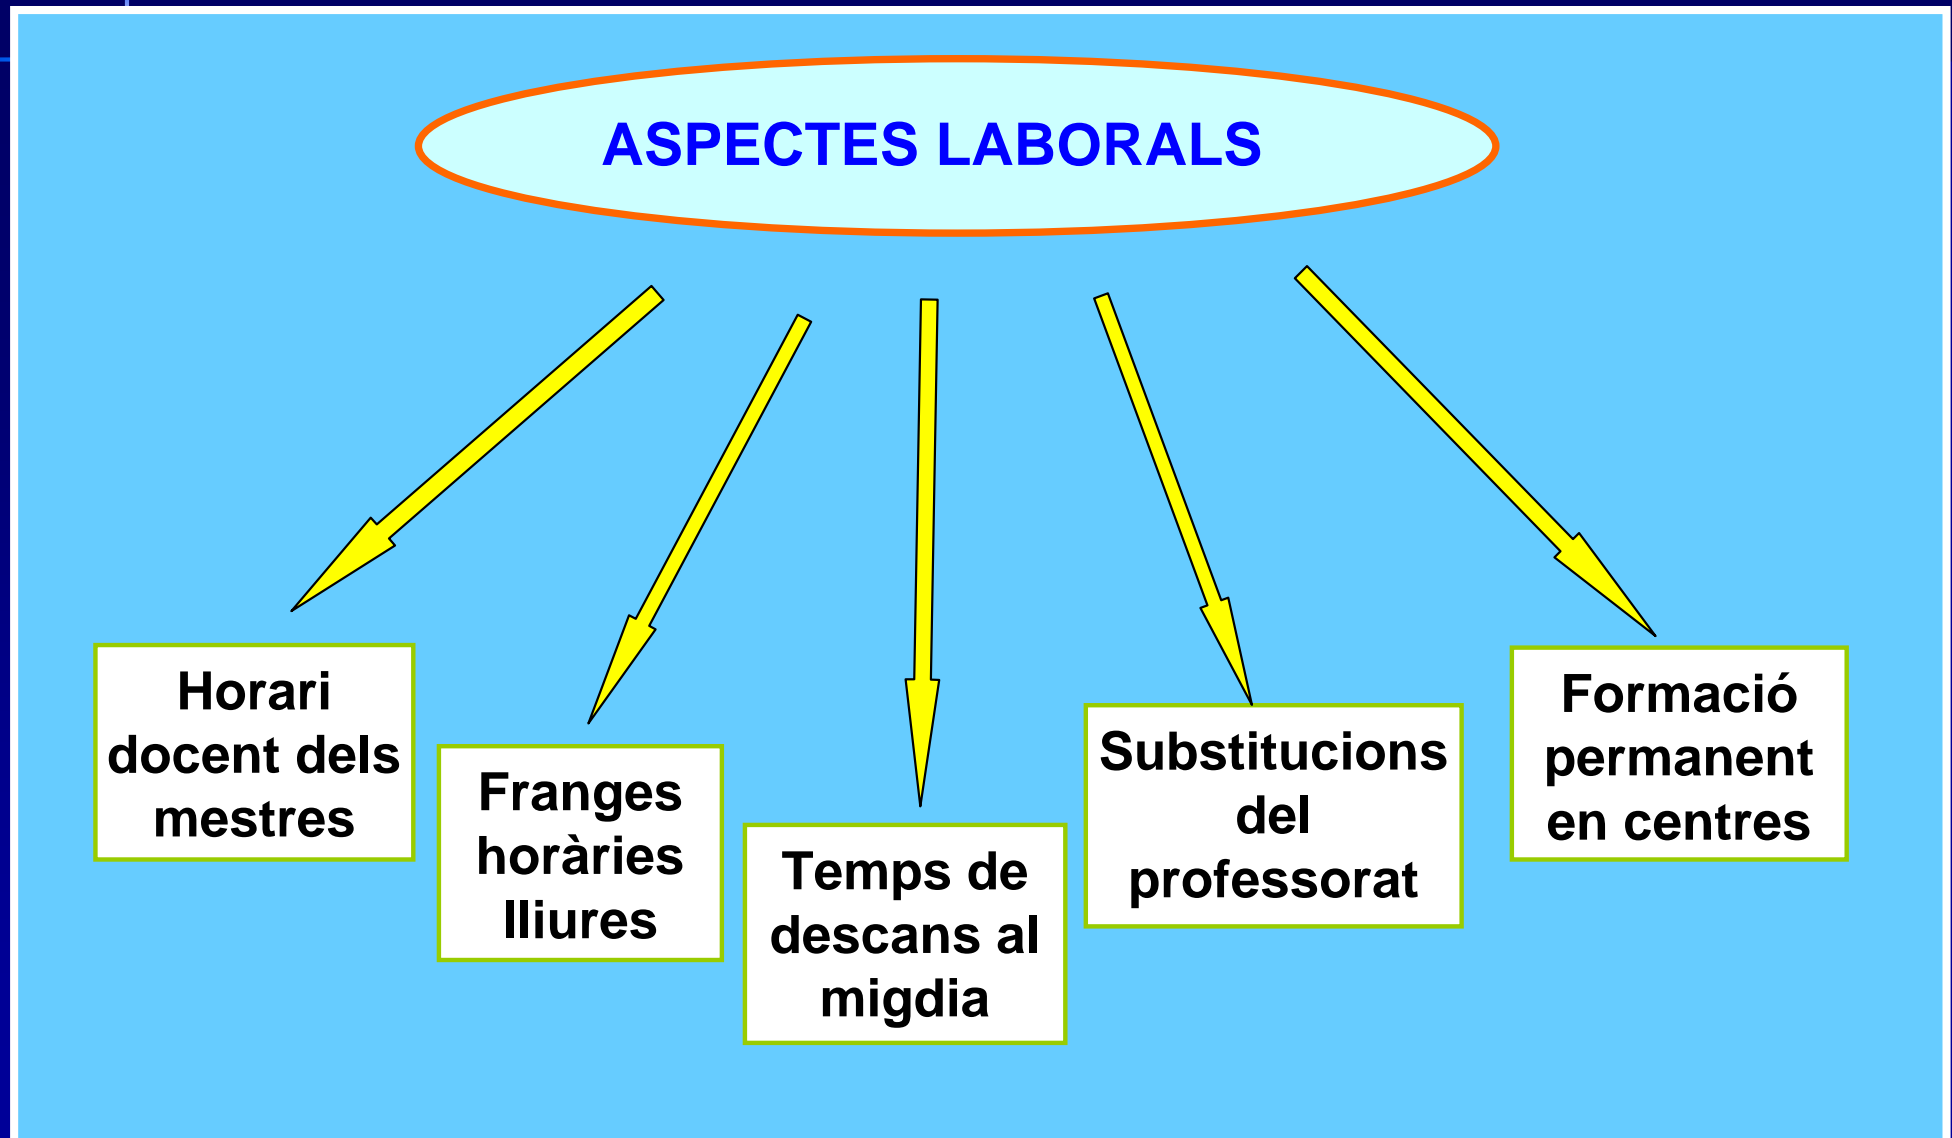 ASPECTES LABORALS
Horari
docent dels
mestres
Franges
horàries
lliures
Temps de
descans al
migdia
Substitucions
del
professorat
Formació
permanent
en centres